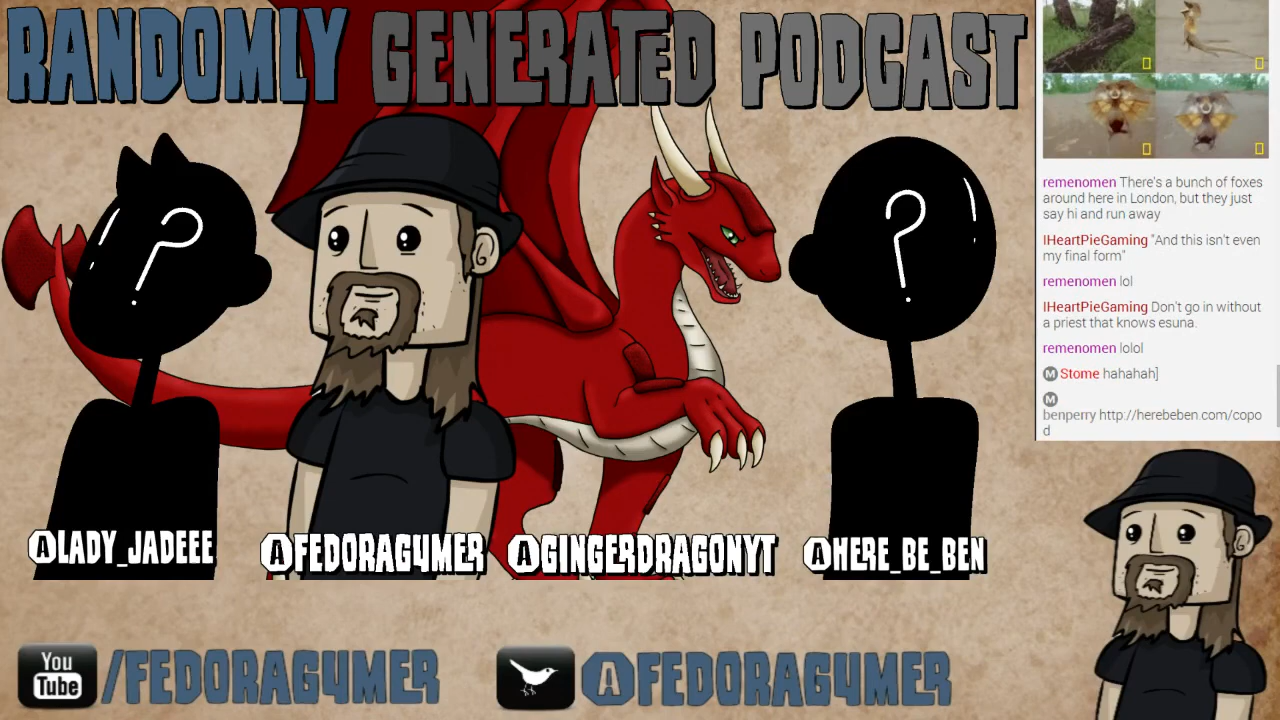 RANDOMLY GENERATED PODCAST
remenomen There's a bunch of foxes
around here in London, but they just
say hi and run away
IHeartPieGaming "And this isn't even
my final form"
remenomen lol
IHeartPieGaming Don't go in without
a priest that knows esuna.
remenomen lolol
M Stome hahahah]
M
benperry http://herebeben.com/copo
d
? ?
@LADY_JADEEE @FEDORAG4MER @GINGERDRAGONYT @HERE_BE_BEN
You
Tube /FEDORAG4MER @FEDORAG4MER